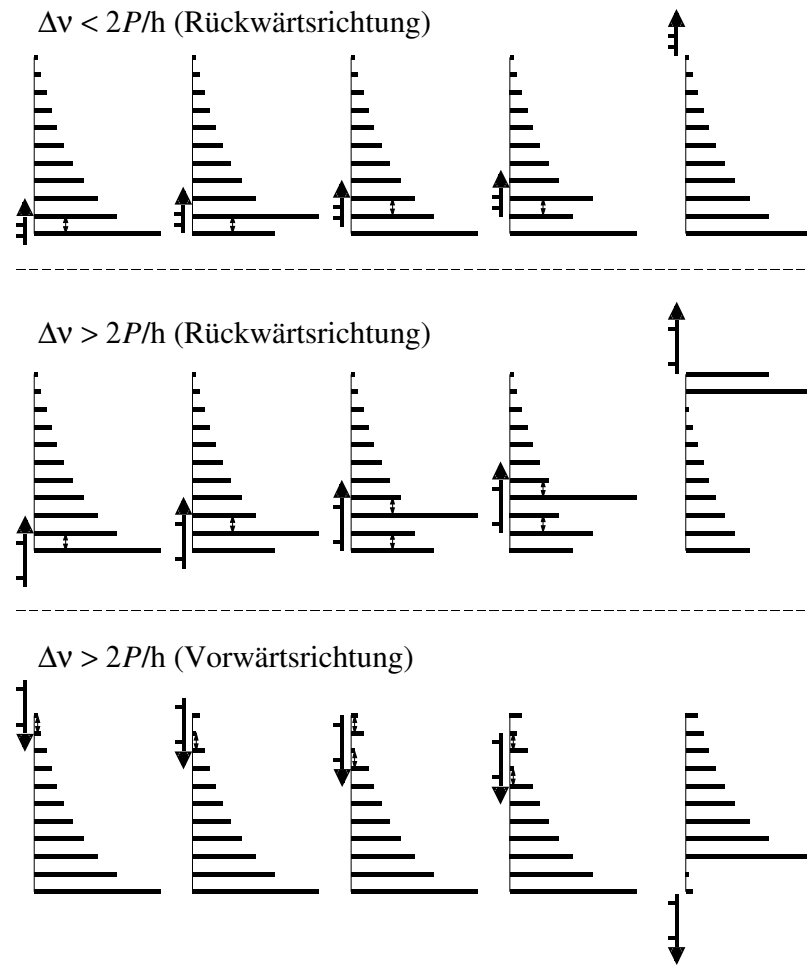 Δν < 2P/h (Rückwärtsrichtung)
Δν > 2P/h (Rückwärtsrichtung)
Δν > 2P/h (Vorwärtsrichtung)